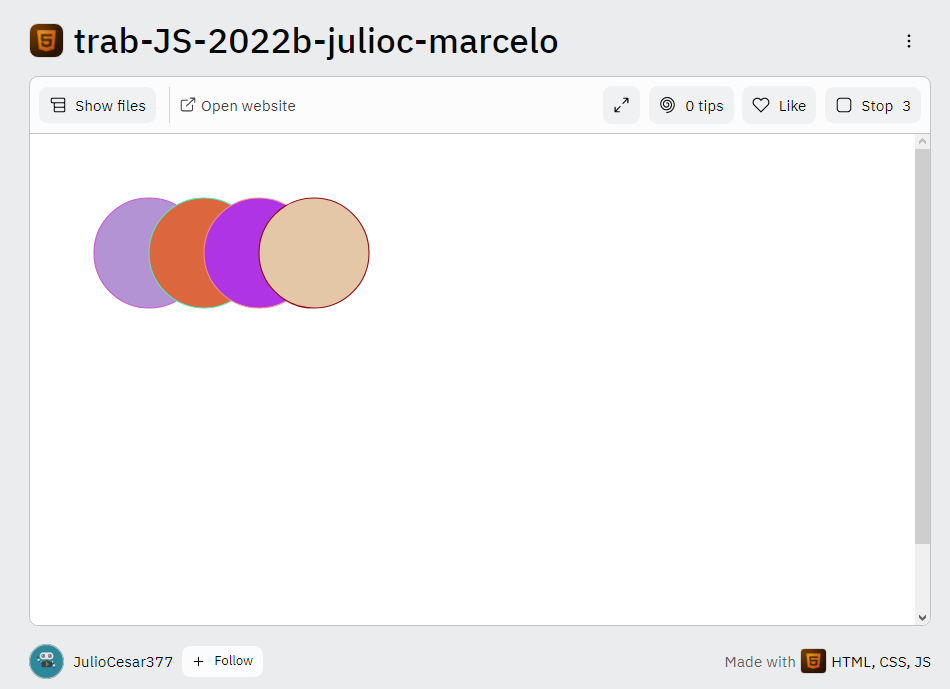 trab-JS-2022b-julioc-marcelo
Show files Open website 0 tips Like Stop 3
JulioCesar377 + Follow Made with HTML, CSS, JS